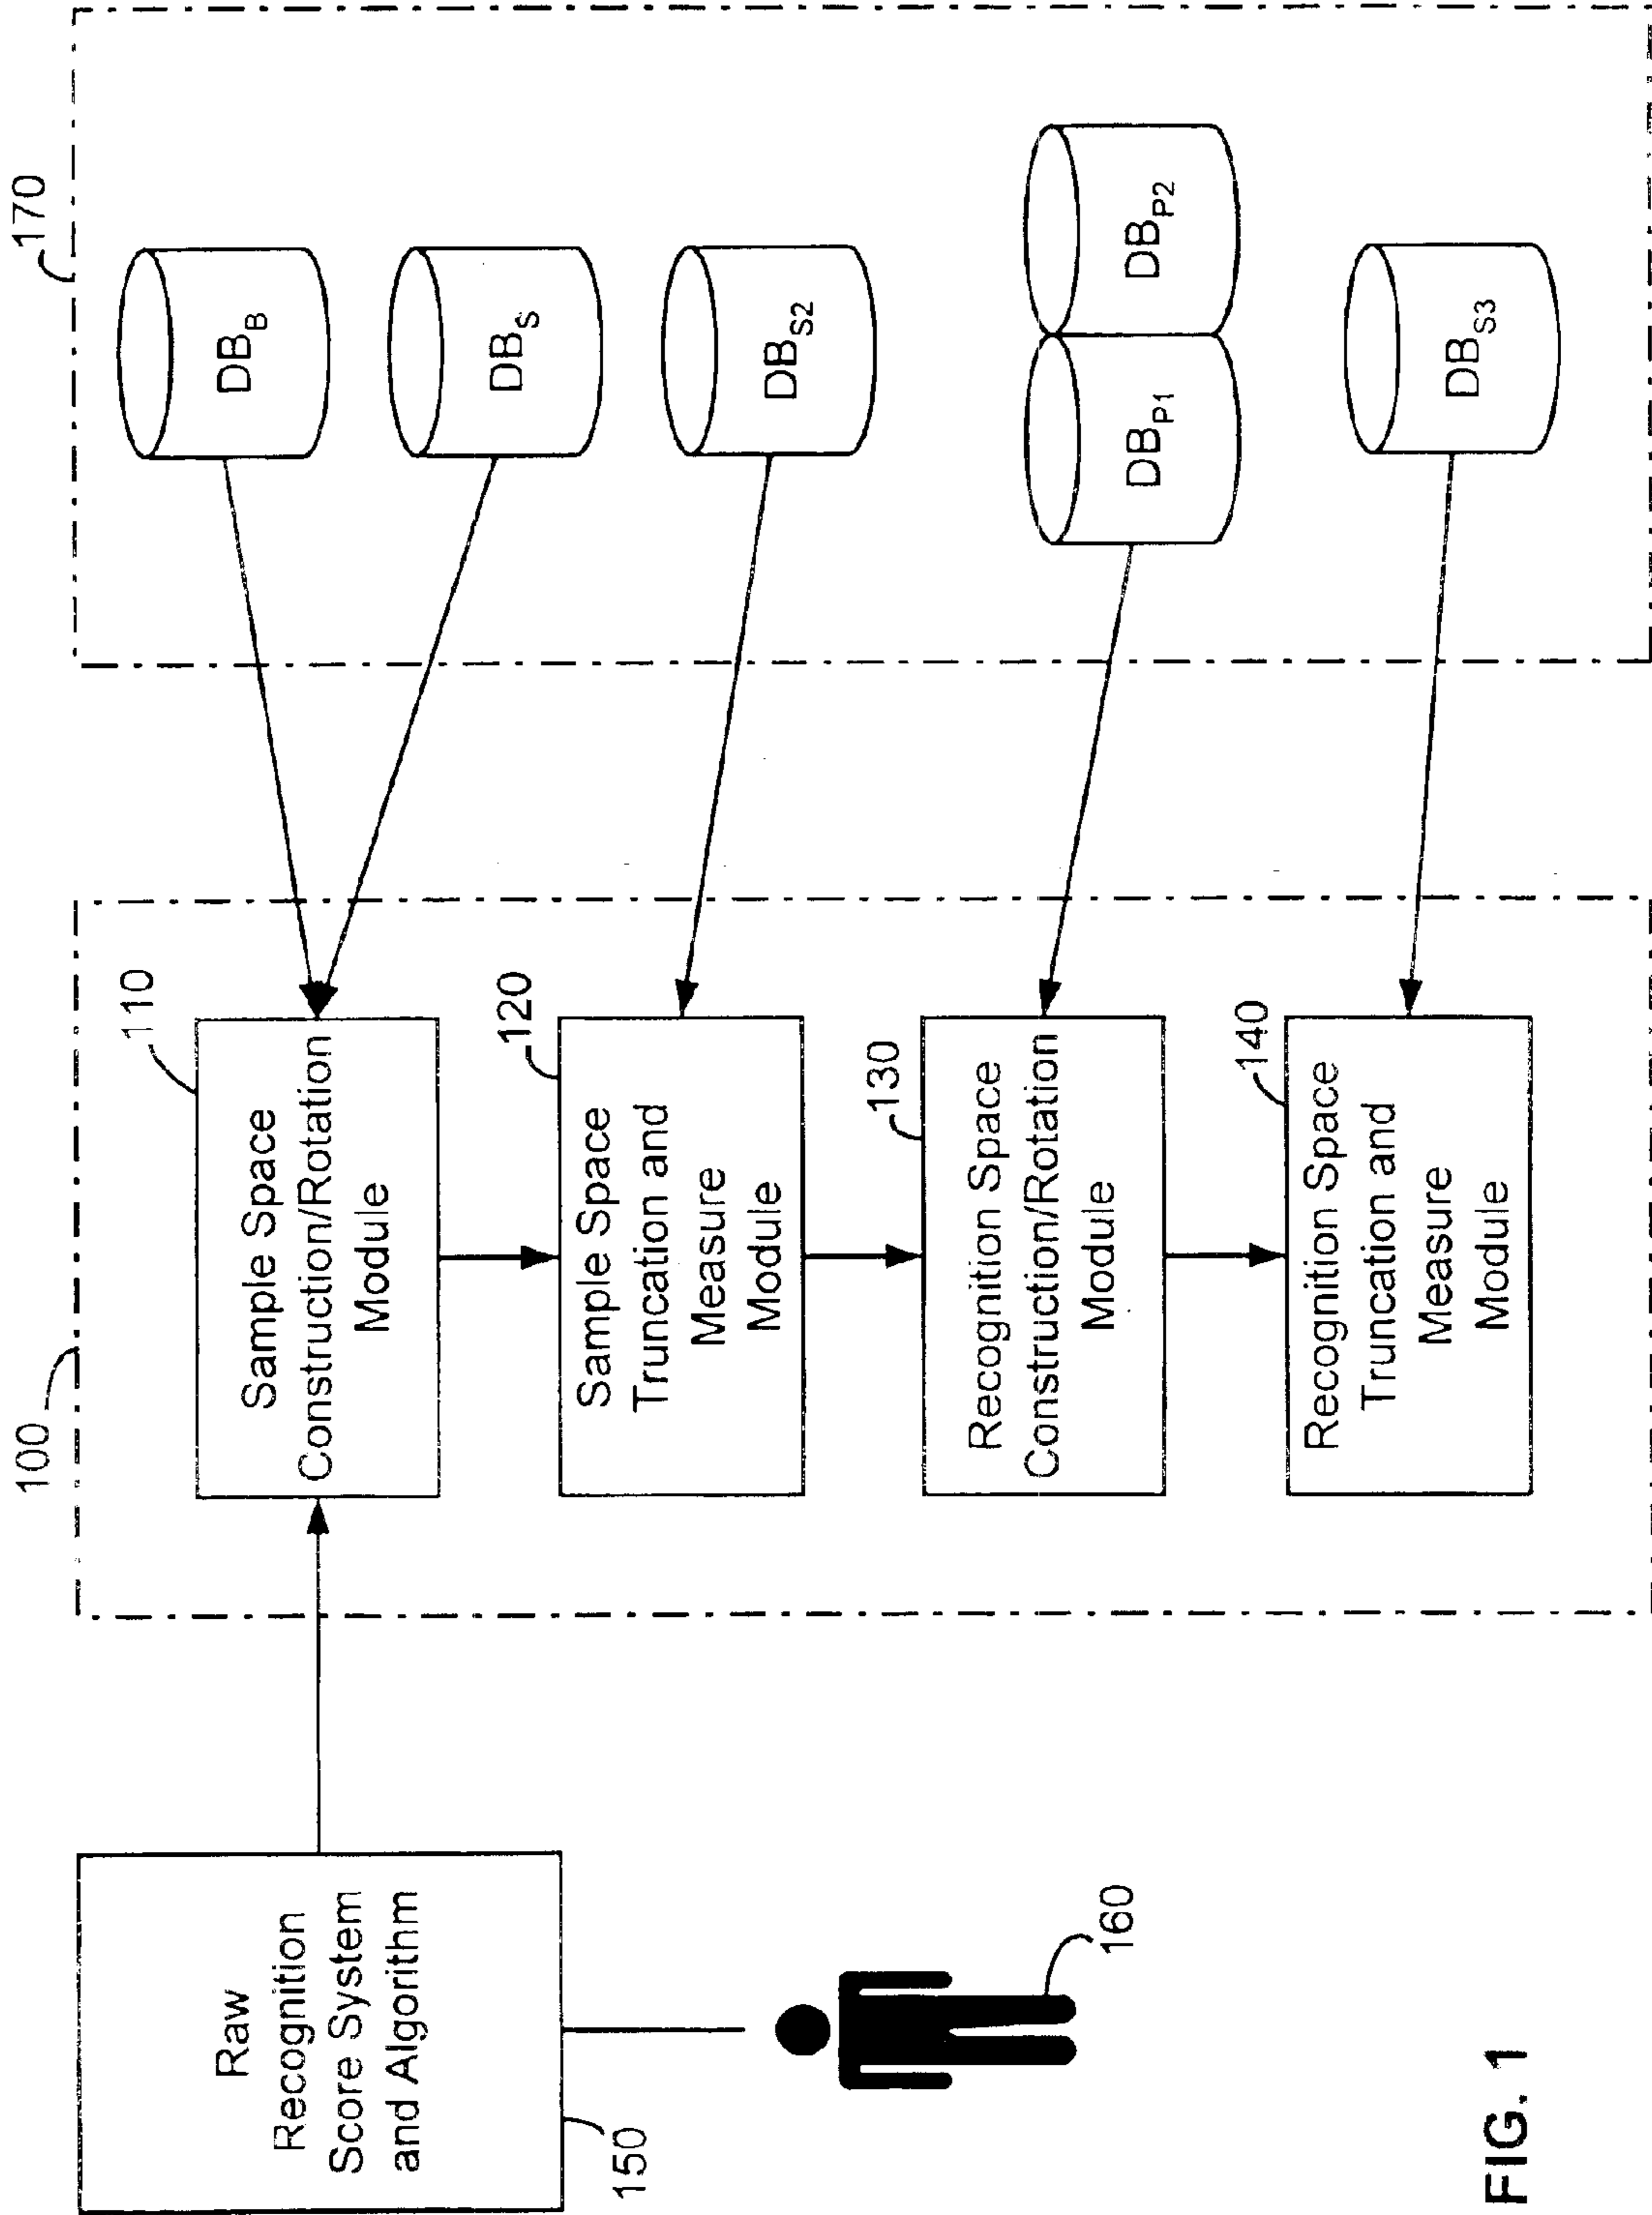 Raw
Recognition
Score System
and Algorithm
150
160
100
110
Sample Space
Construction/Rotation
Module
120
Sample Space
Truncation and
Measure
Module
130
Recognition Space
Construction/Rotation
Module
140
Recognition Space
Truncation and
Measure
Module
170
DB_B
DB_S
DB_S2
DB_P1
DB_P2
DB_S3
FIG. 1